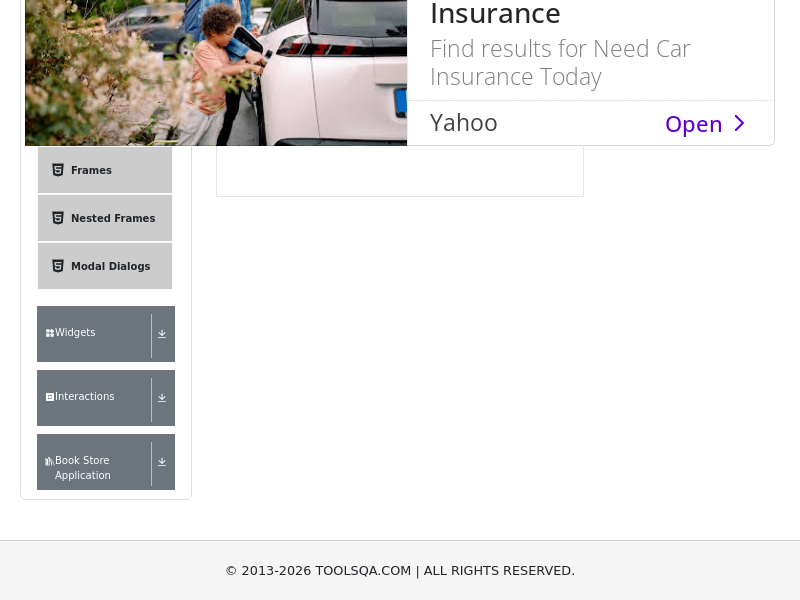 Insurance
Find results for Need Car
Insurance Today
Yahoo
Open
Frames
Nested Frames
Modal Dialogs
Widgets
Interactions
Book Store
Application
© 2013-2026 TOOLSQA.COM | ALL RIGHTS RESERVED.